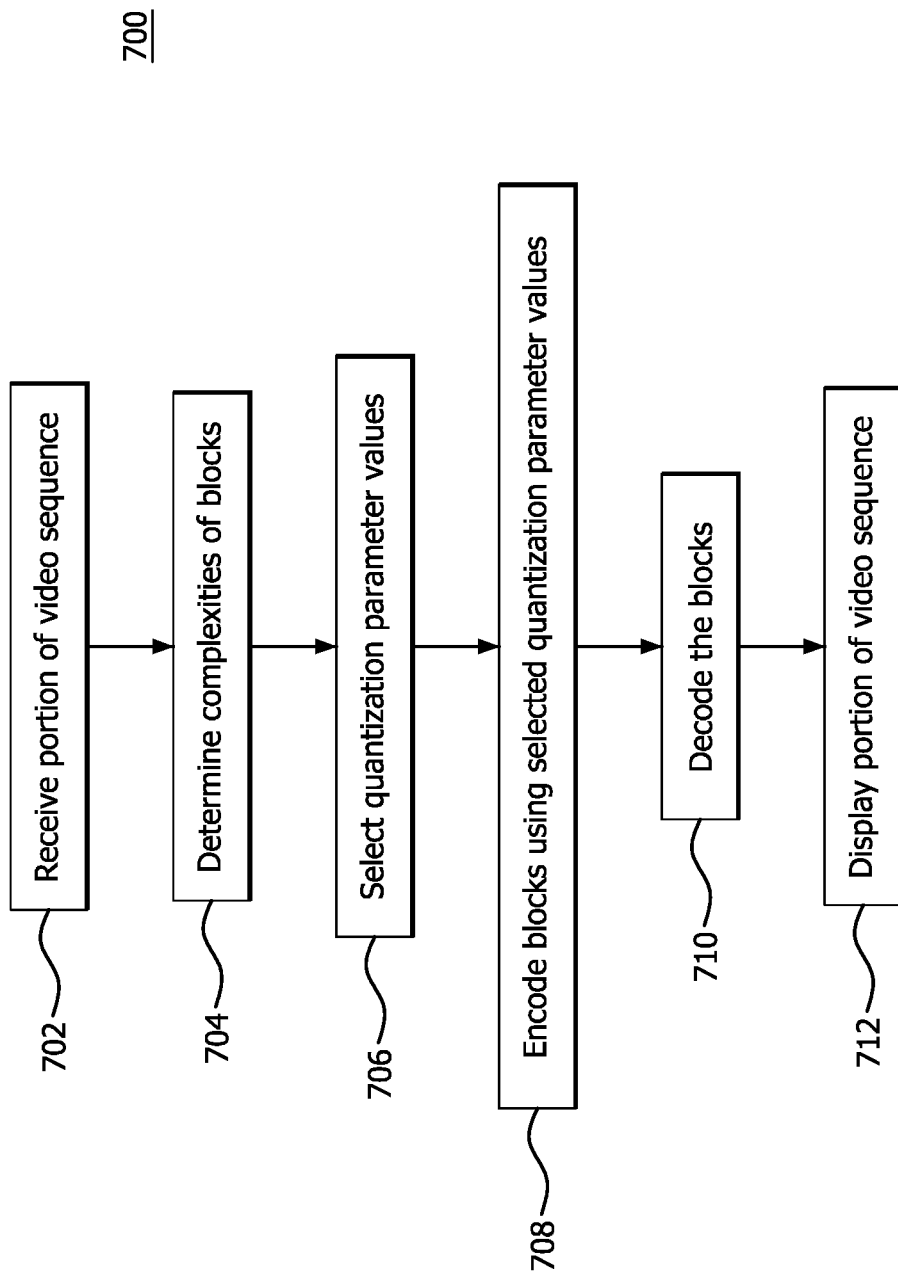 700
702
Receive portion of video sequence
704
Determine complexities of blocks
706
Select quantization parameter values
708
Encode blocks using selected quantization parameter values
710
Decode the blocks
712
Display portion of video sequence